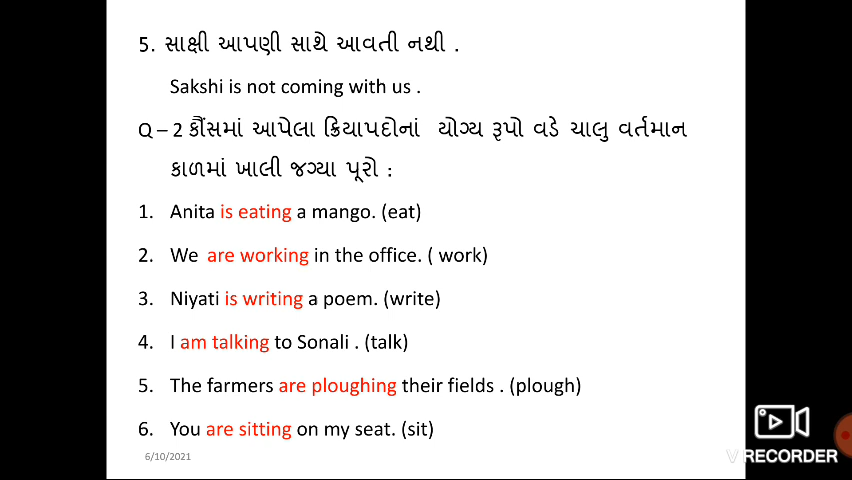 5. સાક્ષી આપણી સાથે આવતી નથી .
Sakshi is not coming with us .
Q – 2 કૌંસમાં આપેલા ક્રિયાપદોનાં યોગ્ય રૂપો વડે ચાલુ વર્તમાન
કાળમાં ખાલી જગ્યા પૂરો :
1. Anita is eating a mango. (eat)
2. We are working in the office. ( work)
3. Niyati is writing a poem. (write)
4. I am talking to Sonali . (talk)
5. The farmers are ploughing their fields . (plough)
6. You are sitting on my seat. (sit)
6/10/2021
V RECORDER